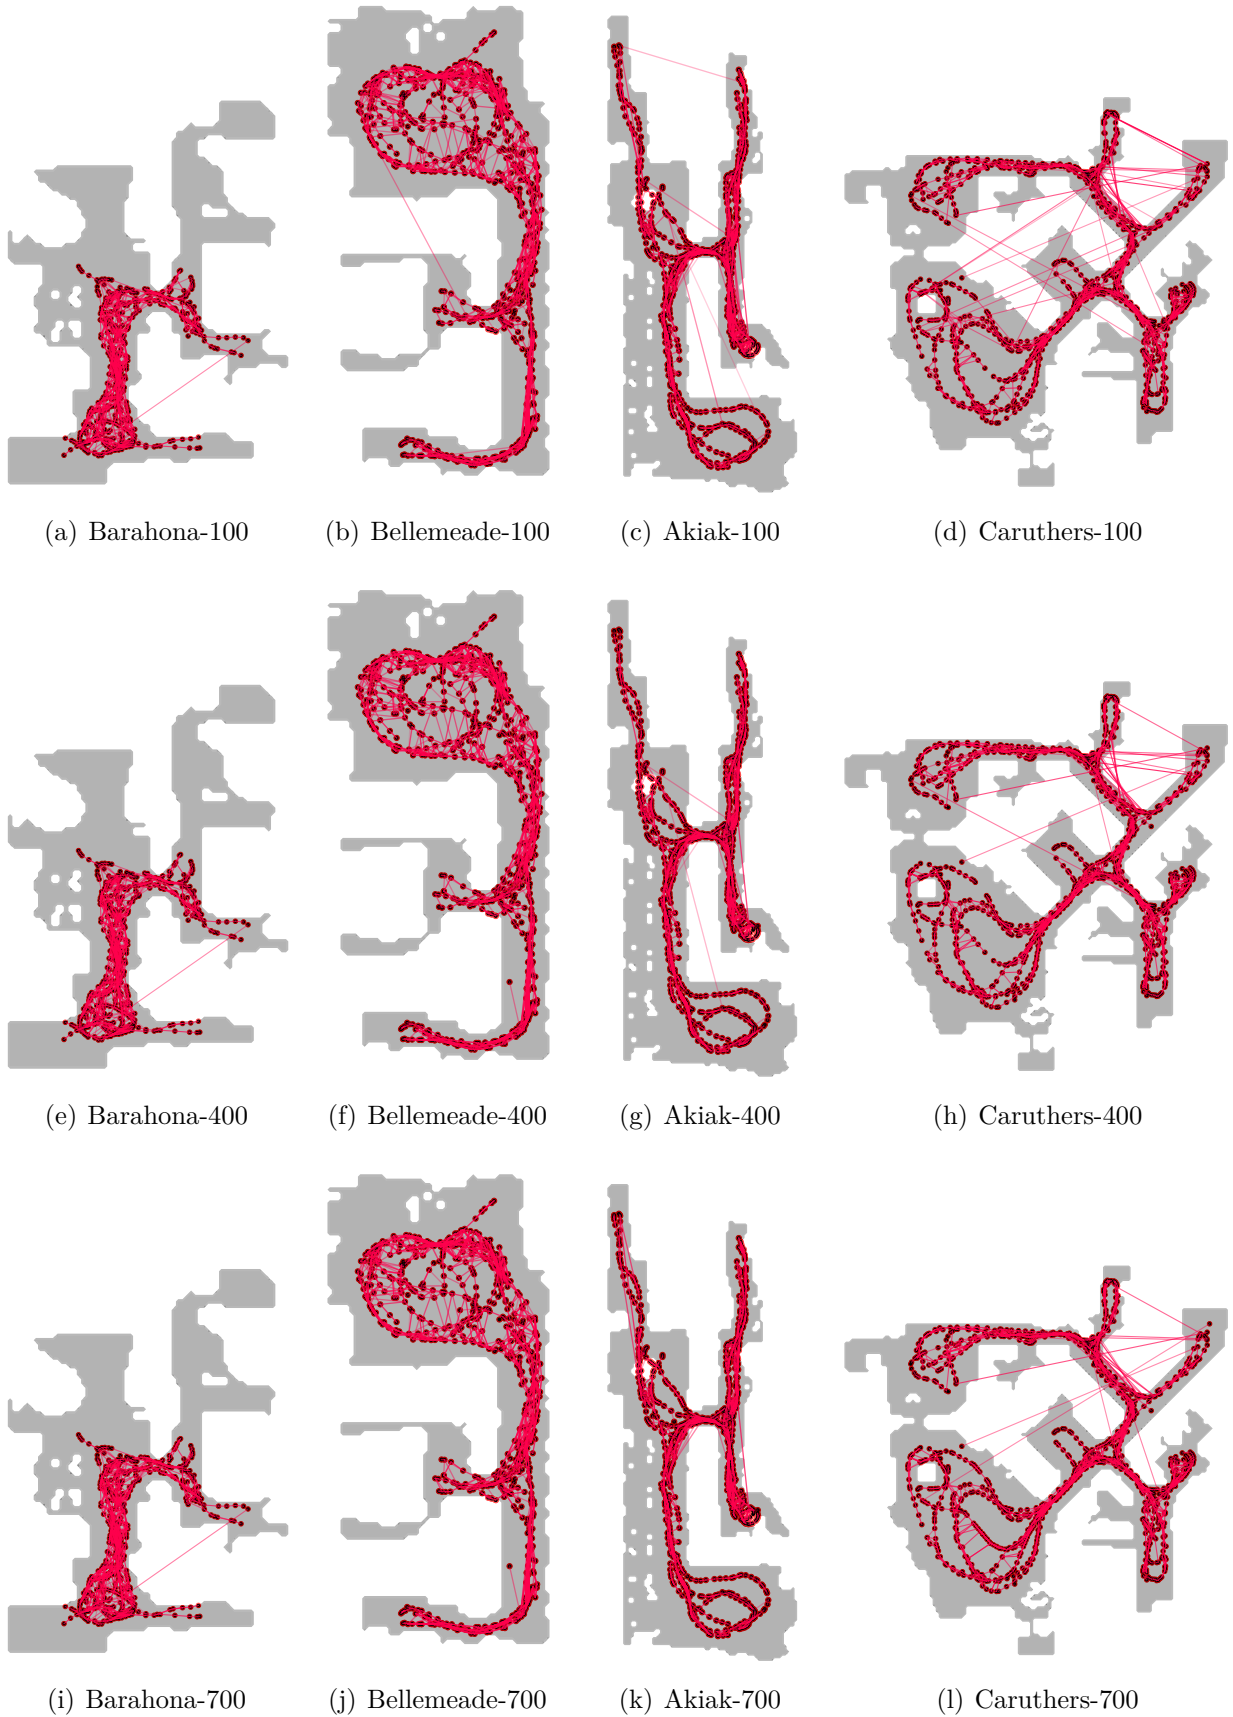 (a) Barahona-100
(b) Bellemeade-100
(c) Akiak-100
(d) Caruthers-100
(e) Barahona-400
(f) Bellemeade-400
(g) Akiak-400
(h) Caruthers-400
(i) Barahona-700
(j) Bellemeade-700
(k) Akiak-700
(l) Caruthers-700